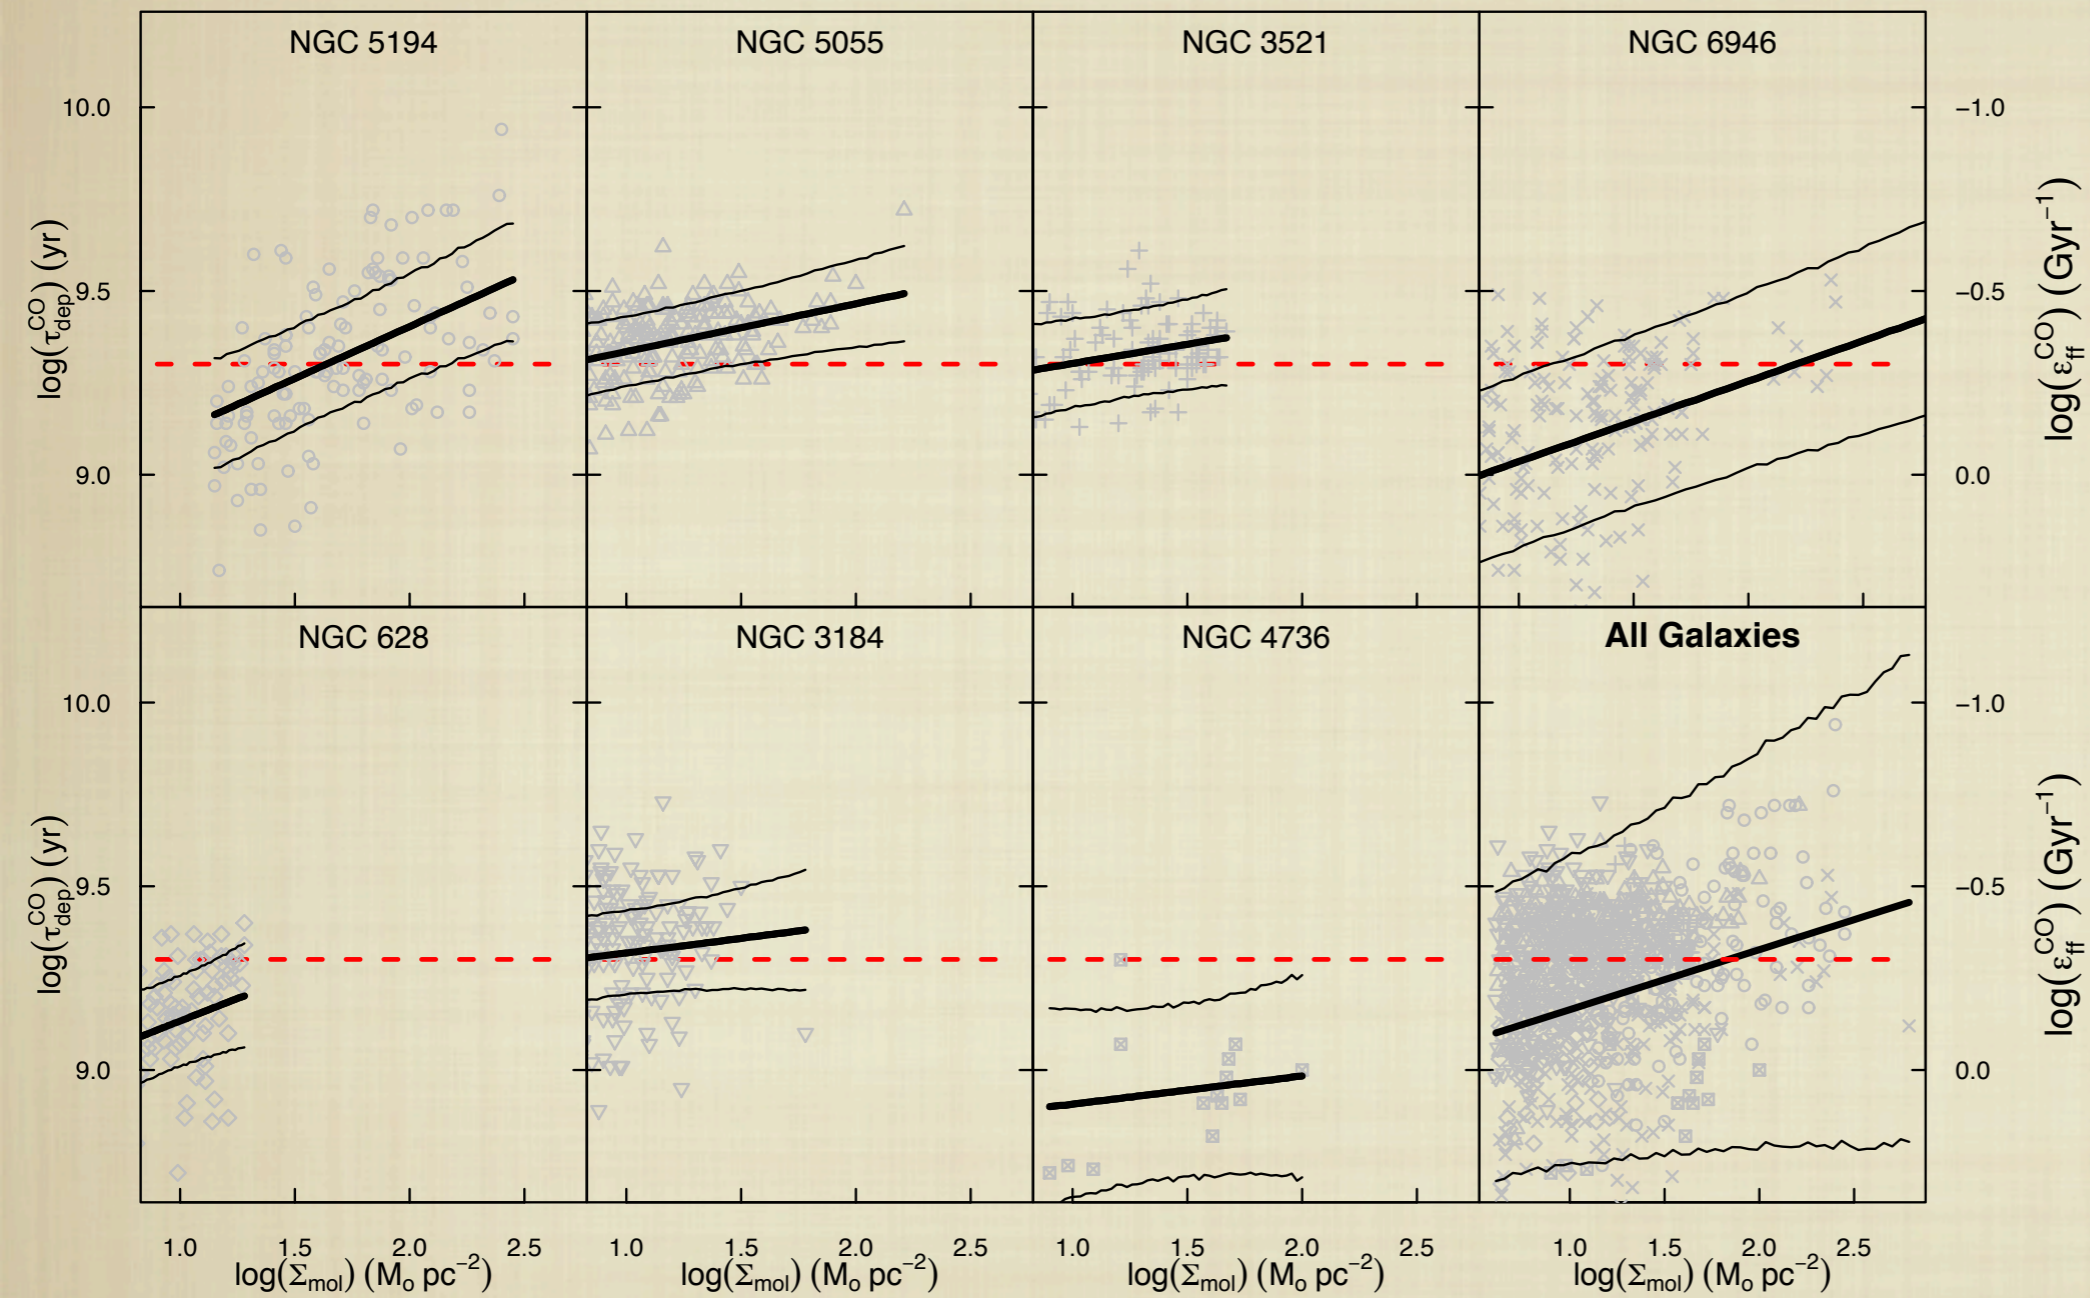 NGC 5194 NGC 5055 NGC 3521 NGC 6946
10.0 −1.0
9.5 −0.5
9.0 0.0
log(τ_dep^CO) (yr)
log(ε_ff^CO) (Gyr⁻¹)
NGC 628 NGC 3184 NGC 4736 All Galaxies
10.0 −1.0
9.5 −0.5
9.0 0.0
log(τ_dep^CO) (yr)
log(ε_ff^CO) (Gyr⁻¹)
1.0 1.5 2.0 2.5 1.0 1.5 2.0 2.5 1.0 1.5 2.0 2.5 1.0 1.5 2.0 2.5
log(Σ_mol) (M_o pc⁻²) log(Σ_mol) (M_o pc⁻²) log(Σ_mol) (M_o pc⁻²) log(Σ_mol) (M_o pc⁻²)